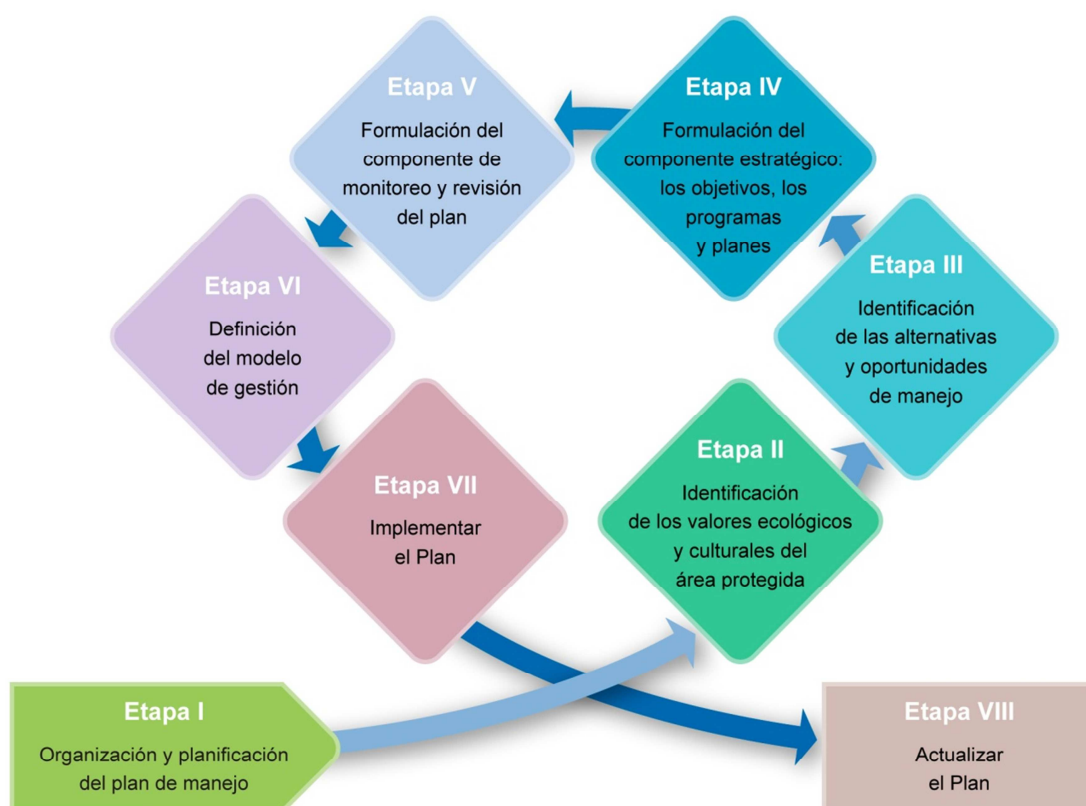 Etapa I
Organización y planificación
del plan de manejo
Etapa II
Identificación
de los valores ecológicos
y culturales del
área protegida
Etapa III
Identificación
de las alternativas
y oportunidades
de manejo
Etapa IV
Formulación del
componente estratégico:
los objetivos, los
programas
y planes
Etapa V
Formulación del
componente de
monitoreo y revisión
del plan
Etapa VI
Definición
del modelo
de gestión
Etapa VII
Implementar
el Plan
Etapa VIII
Actualizar
el Plan